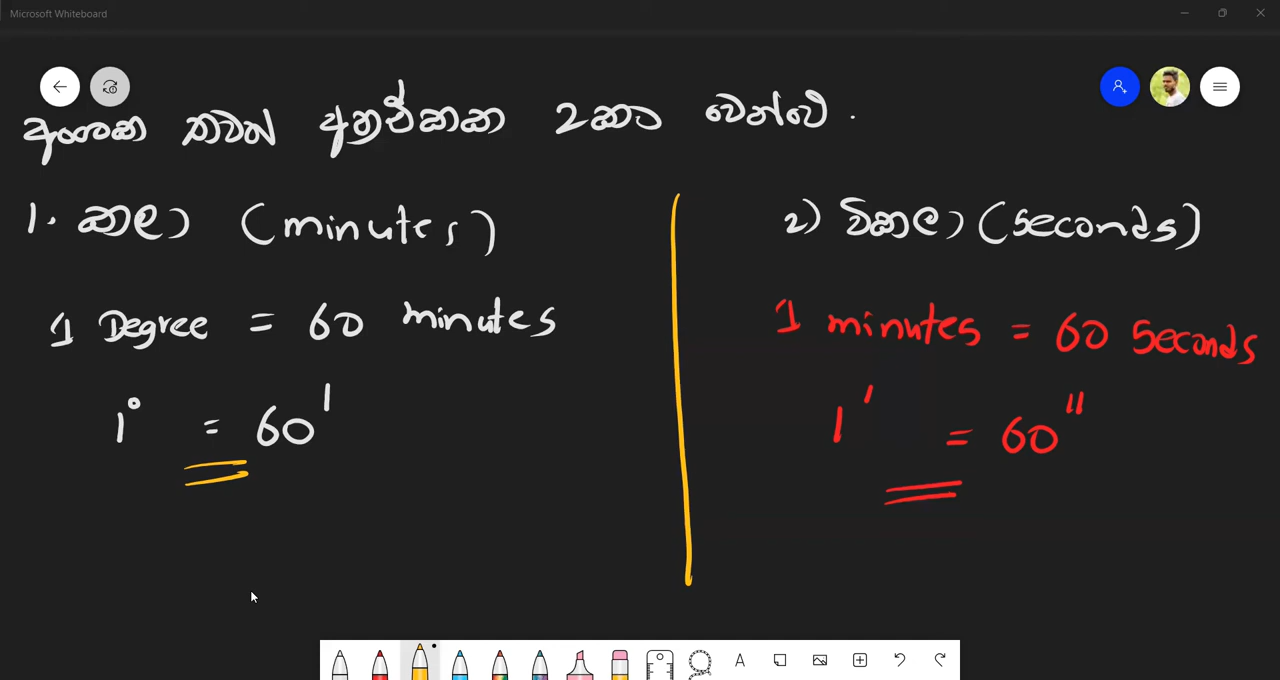 Microsoft Whiteboard
අංශක තවත් අනුඒකක 2කට වෙන්වේ.
1. කලා (minutes)
1 Degree = 60 minutes
1° = 60'
2) විකලා (seconds)
1 minutes = 60 seconds
1' = 60"
A